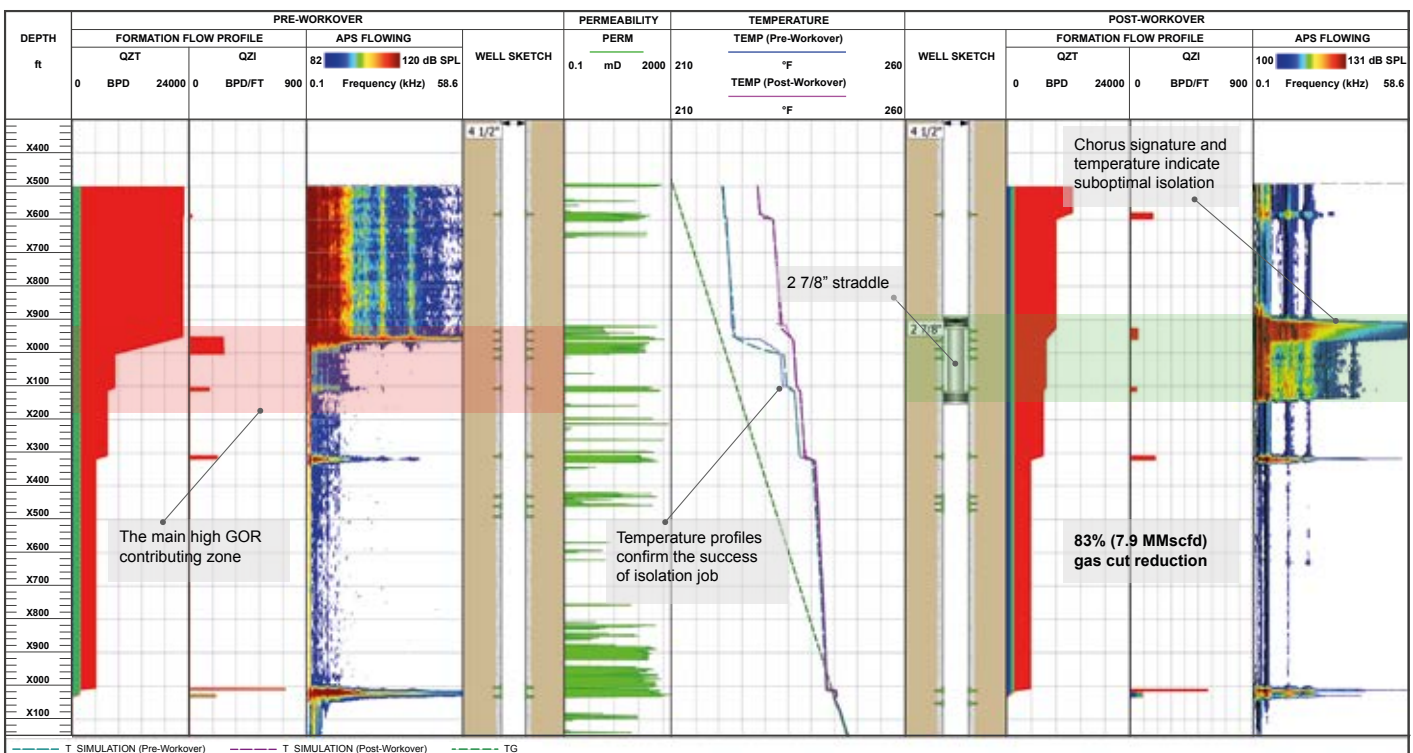 PRE-WORKOVER
PERMEABILITY
TEMPERATURE
POST-WORKOVER
DEPTH
ft
FORMATION FLOW PROFILE
APS FLOWING
WELL SKETCH
PERM
TEMP (Pre-Workover)
WELL SKETCH
FORMATION FLOW PROFILE
APS FLOWING
QZT
QZI
82 120 dB SPL
0.1 mD 2000
210 °F 260
QZT
QZI
100 131 dB SPL
TEMP (Post-Workover)
0 BPD 24000
0 BPD/FT 900
0.1 Frequency (kHz) 58.6
210 °F 260
0 BPD 24000
0 BPD/FT 900
0.1 Frequency (kHz) 58.6
4 1/2"
4 1/2"
X400
X500
X600
X700
X800
X900
X000
X100
X200
X300
X400
X500
X600
X700
X800
X900
X000
X100
Chorus signature and
temperature indicate
suboptimal isolation
2 7/8" straddle
2 7/8"
The main high GOR
contributing zone
Temperature profiles
confirm the success
of isolation job
83% (7.9 MMscfd)
gas cut reduction
T_SIMULATION (Pre-Workover) T_SIMULATION (Post-Workover) TG